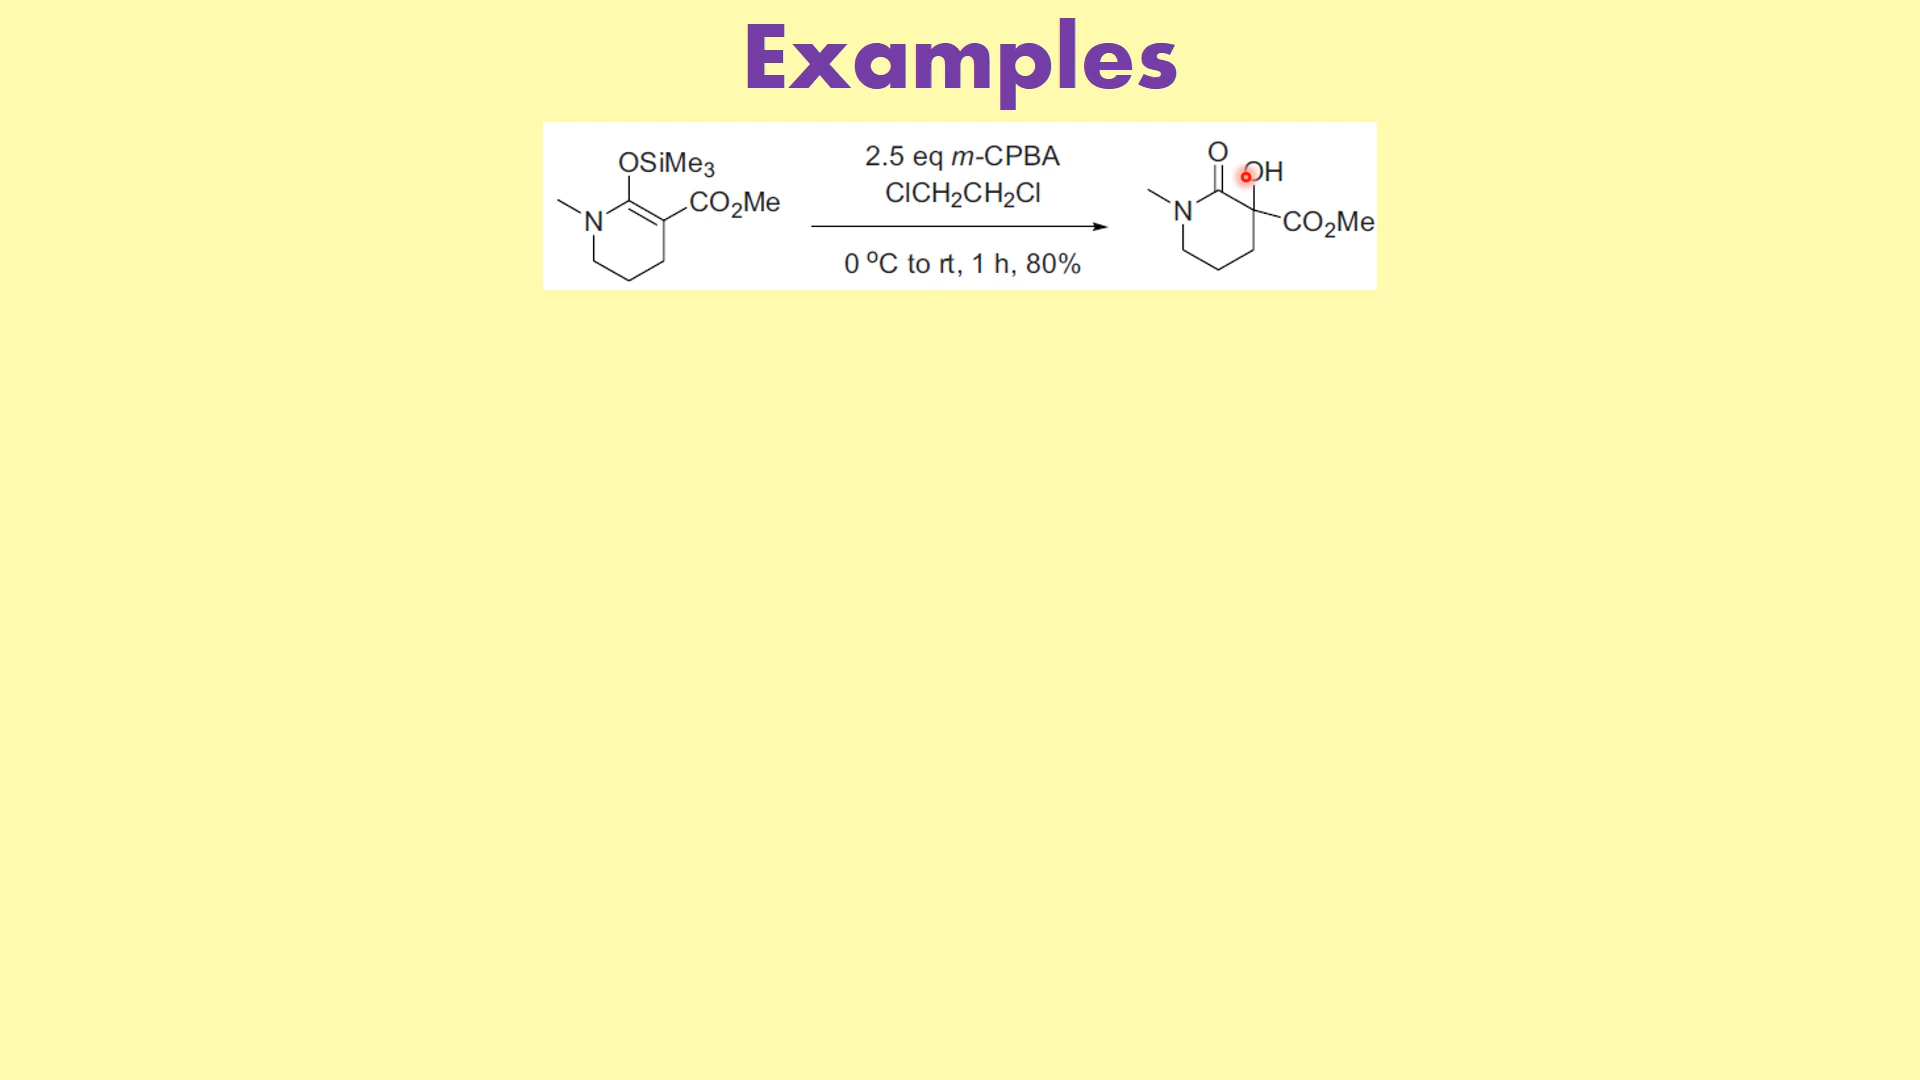 Examples
OSiMe3
N
CO2Me
2.5 eq m-CPBA
ClCH2CH2Cl
0 ºC to rt, 1 h, 80%
O
OH
N
CO2Me